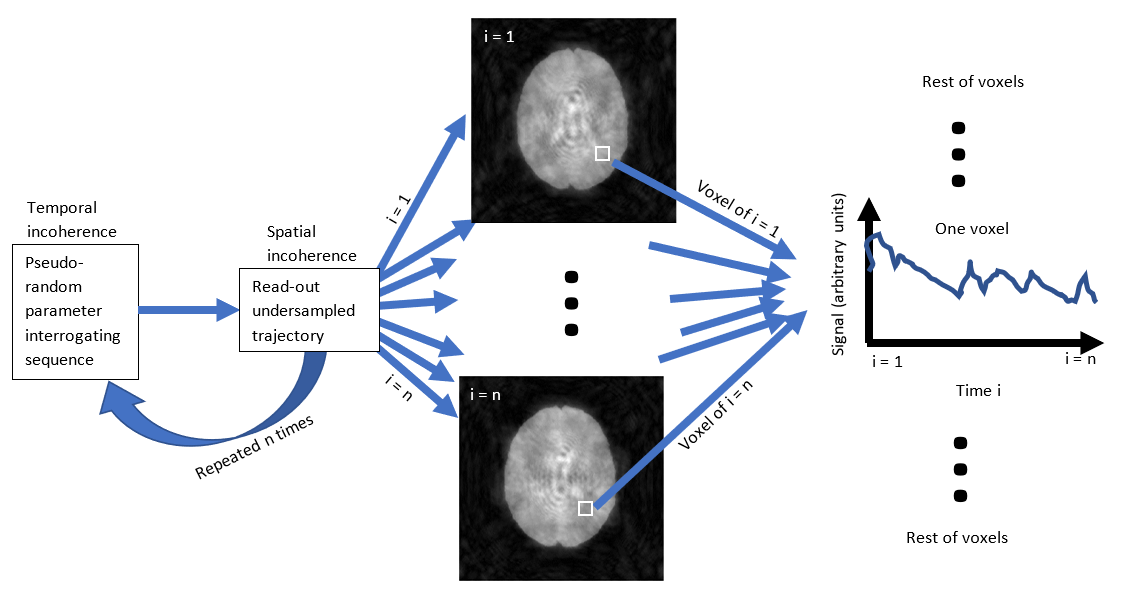 Temporal
incoherence
Pseudo-
random
parameter
interrogating
sequence
Spatial
incoherence
Read-out
undersampled
trajectory
Repeated n times
i = 1
i = n
i = 1
i = n
Voxel of i = 1
Voxel of i = n
Rest of voxels
One voxel
Signal (arbitrary units)
i = 1
i = n
Time i
Rest of voxels